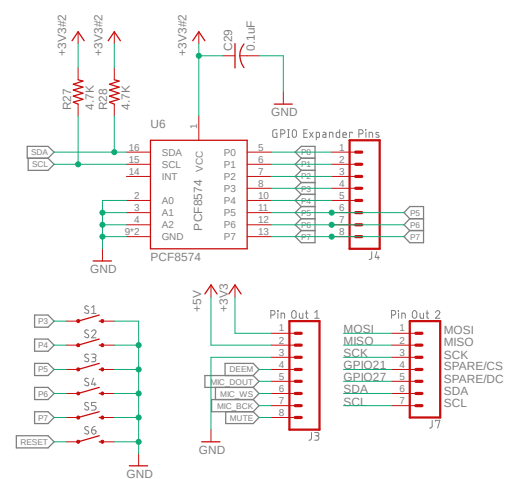 +3V3#2
+3V3#2
+3V3#2
C29
0.1uF
R27
4.7K
R28
4.7K
GND
U6
1
GPIO Expander Pins
SDA 16 SDA VCC P0 5 P0 1
SCL 15 SCL P1 6 P1 2
14 INT P2 7 P2 3
P3 8 P3 4
2 A0 P4 10 P4 5
3 A1 P5 11 P5 6 P5
4 A2 P6 12 P6 7 P6
9*2 GND P7 13 P7 8 P7
PCF8574
PCF8574
J4
GND
+5V
+3V3
P3 S1
P4 S2
P5 S3
P6 S4
P7 S5
RESET S6
GND
Pin Out 1
1
2
3
DEEM 4
MIC_DOUT 5
MIC_WS 6
MIC_BCK 7
MUTE 8
J3
GND
Pin Out 2
MOSI 1 MOSI
MISO 2 MISO
SCK 3 SCK
GPIO21 4 SPARE/CS
GPIO27 5 SPARE/DC
SDA 6 SDA
SCL 7 SCL
J7